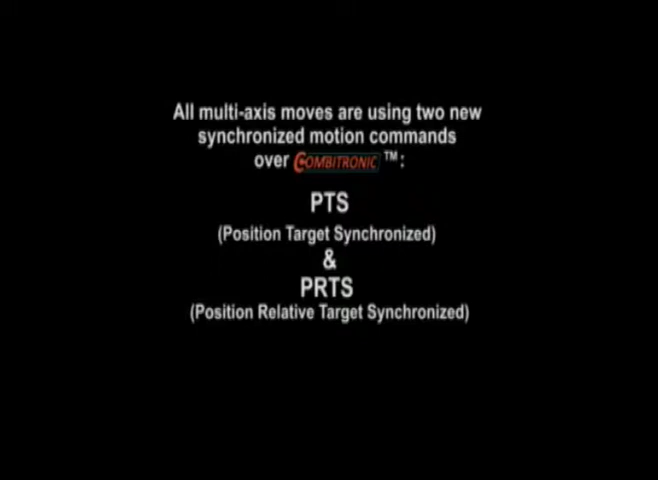 All multi-axis moves are using two new
synchronized motion commands
over COMBITRONIC ™:
PTS
(Position Target Synchronized)
&
PRTS
(Position Relative Target Synchronized)